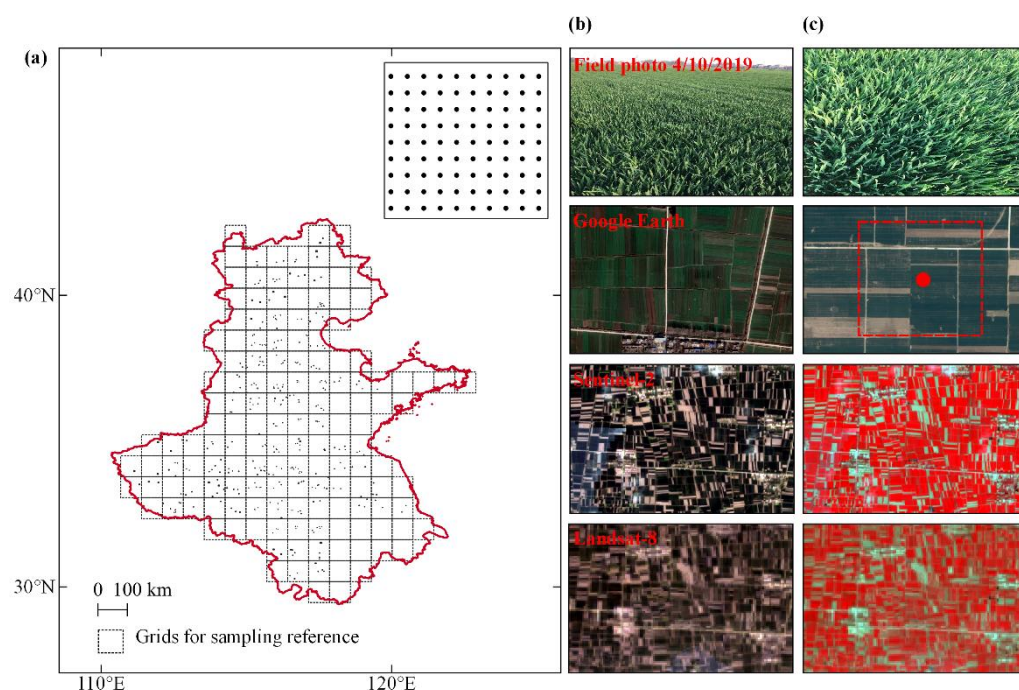 (a)
(b)
(c)
Field photo 4/10/2019
Google Earth
Sentinel-2
Landsat-8
40°N
30°N
0 100 km
Grids for sampling reference
110°E
120°E